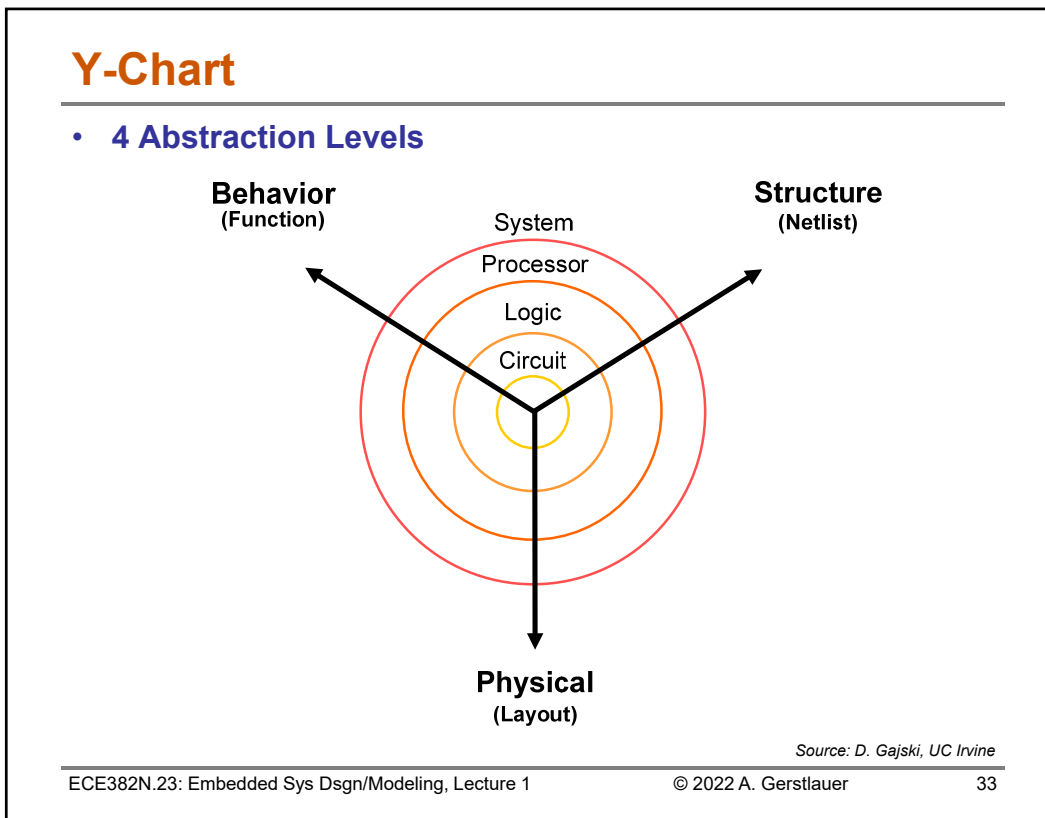 Y-Chart
• 4 Abstraction Levels
Behavior
(Function)
Structure
(Netlist)
System
Processor
Logic
Circuit
Physical
(Layout)
Source: D. Gajski, UC Irvine
ECE382N.23: Embedded Sys Dsgn/Modeling, Lecture 1
© 2022 A. Gerstlauer
33